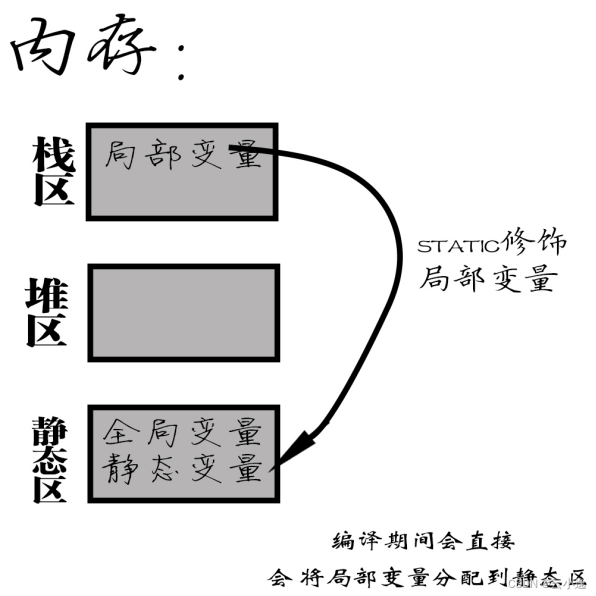 内存：
栈区
局部变量
STATIC修饰
局部变量
堆区
静态区
全局变量
静态变量
编译期间会直接
会将局部变量分配到静态区